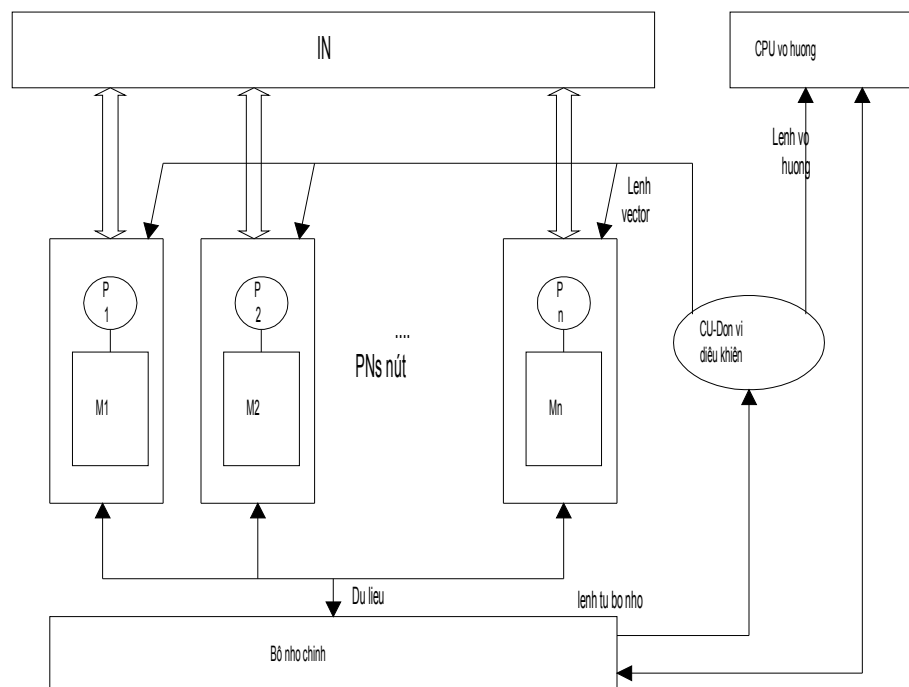 IN
CPU vo huong
Lenh vo
huong
Lenh
vector
P
1
P
2
P
n
CU-Don vi
diêu khiên
....
PNs nút
M1
M2
Mn
Du lieu
lenh tu bo nho
Bô nho chinh